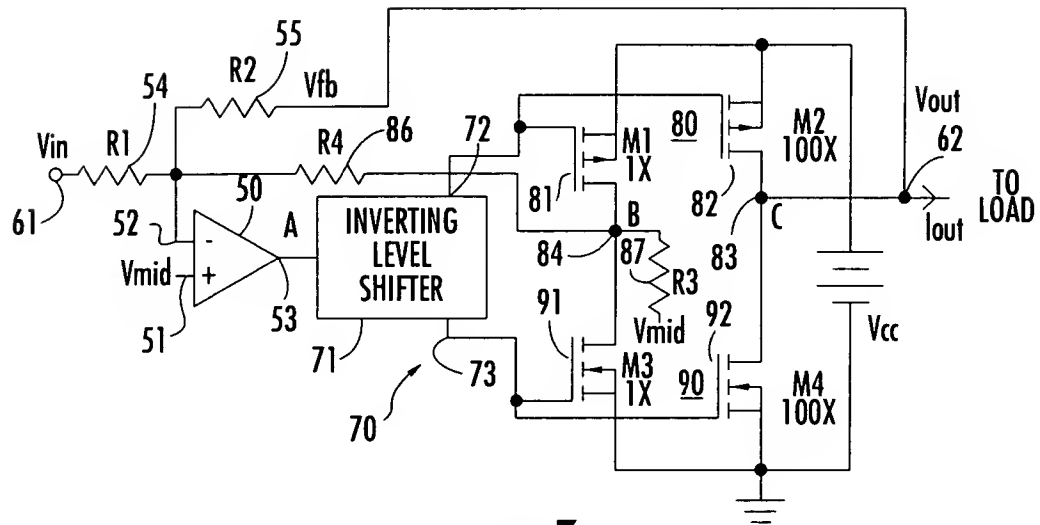 55
54
R2
Vfb
86
72
Vin
R1
R4
M1
1X
80
M2
100X
Vout
62
61
50
81
82
TO
LOAD
52
A
INVERTING
LEVEL
SHIFTER
B
84
87
R3
83
C
Iout
Vmid
-
+
51
53
91
Vmid
92
Vcc
71
73
M3
1X
90
M4
100X
70